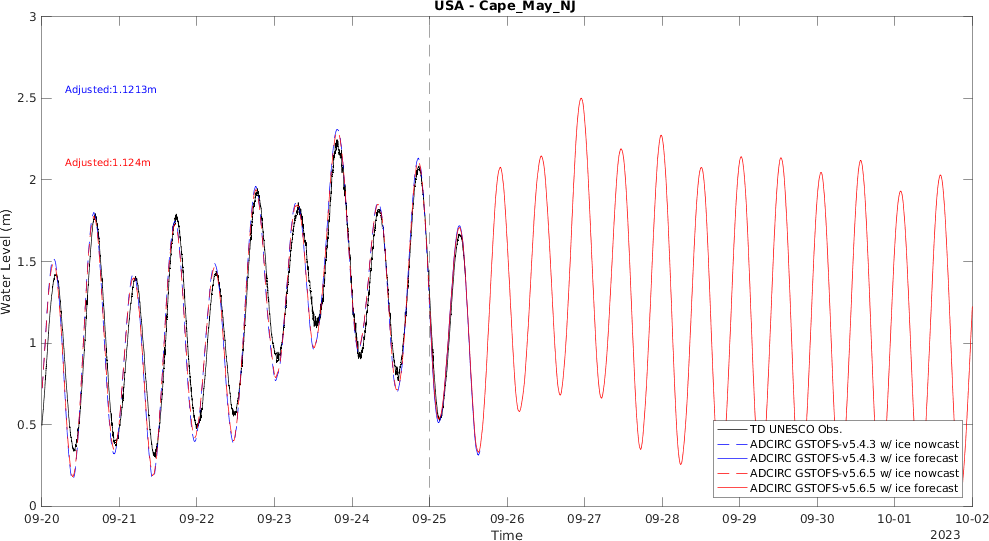 USA - Cape_May_NJ
3
2.5
2
1.5
1
0.5
0
Water Level (m)
Adjusted:1.1213m
Adjusted:1.124m
TD UNESCO Obs.
ADCIRC GSTOFS-v5.4.3 w/ ice nowcast
ADCIRC GSTOFS-v5.4.3 w/ ice forecast
ADCIRC GSTOFS-v5.6.5 w/ ice nowcast
ADCIRC GSTOFS-v5.6.5 w/ ice forecast
09-20 09-21 09-22 09-23 09-24 09-25 09-26 09-27 09-28 09-29 09-30 10-01 10-02
Time
2023